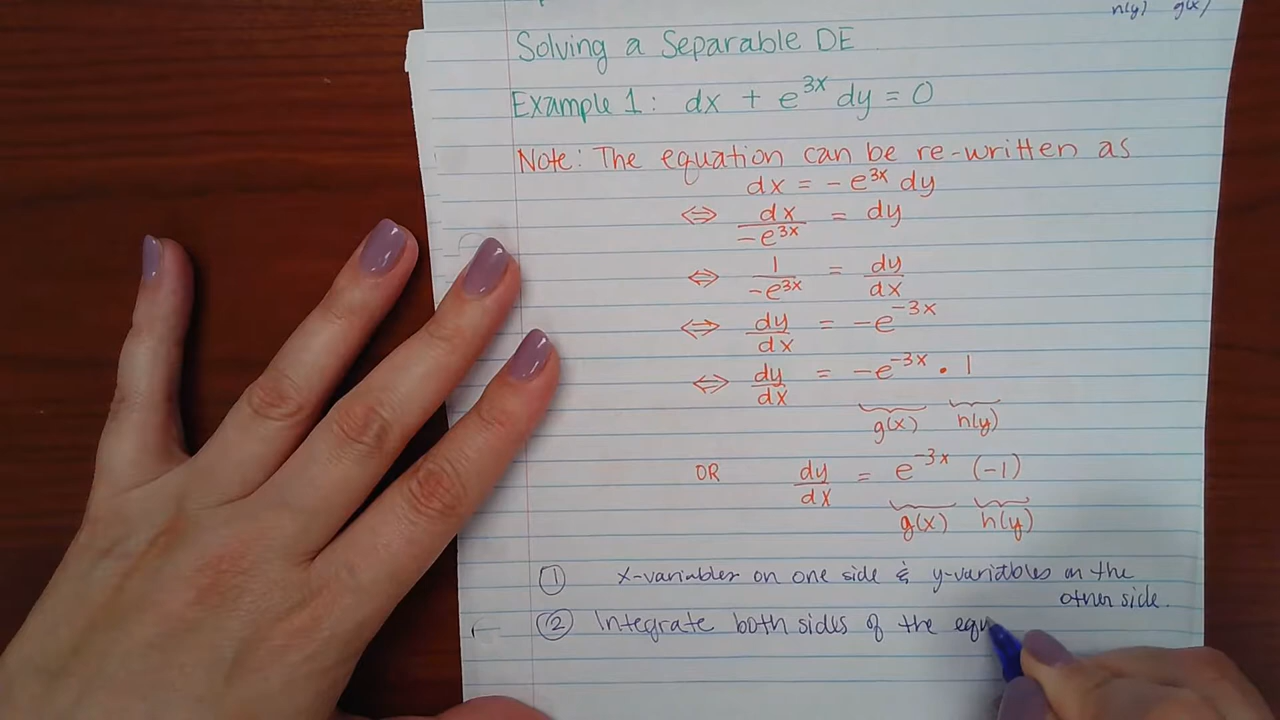 h(y) g(x)
Solving a Separable DE
Example 1: dx + e^{3x} dy = 0
Note: The equation can be re-written as
dx = - e^{3x} dy
⇔ dx / -e^{3x} = dy
⇔ 1 / -e^{3x} = dy/dx
⇔ dy/dx = -e^{-3x}
⇔ dy/dx = -e^{-3x} · 1
g(x) h(y)
OR dy/dx = e^{-3x} (-1)
g(x) h(y)
① x-variables on one side & y-variables on the
other side.
② Integrate both sides of the equ